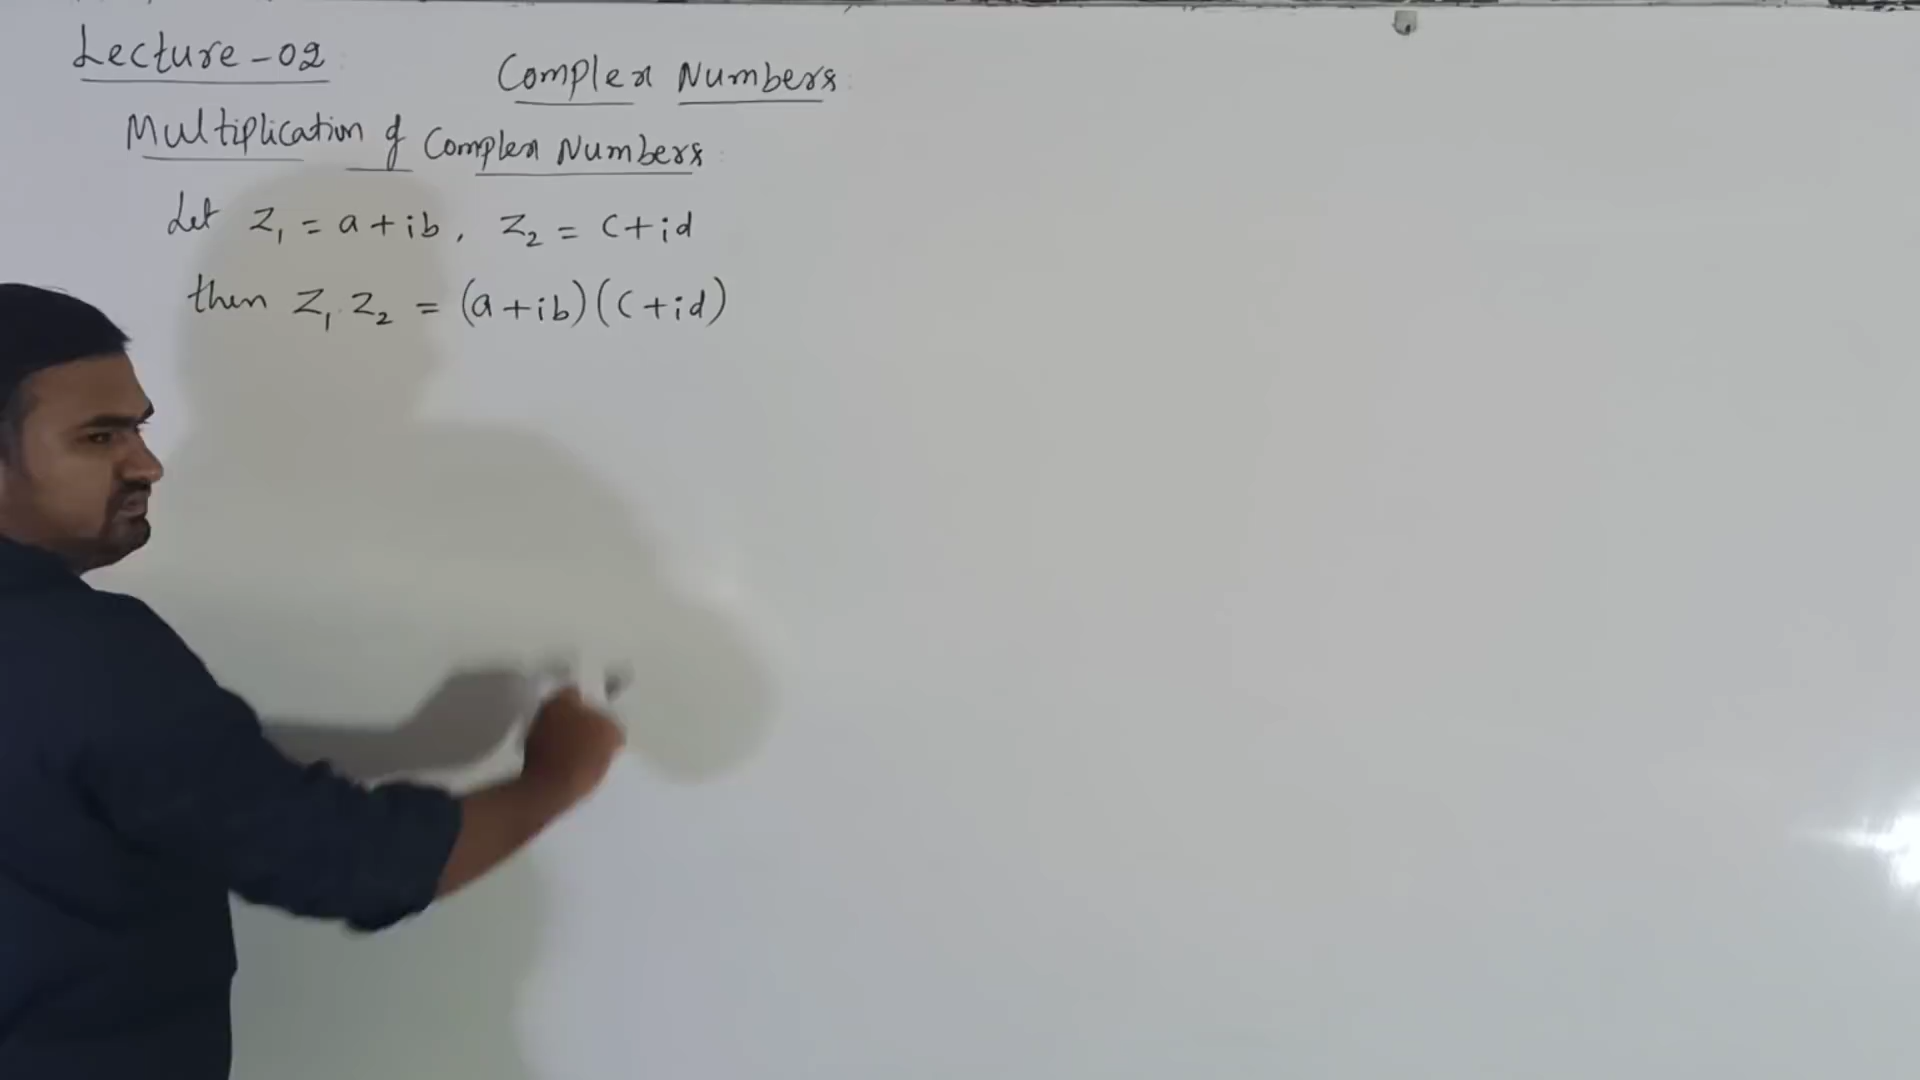 Lecture-02
Complex Numbers
Multiplication of Complex Numbers
Let Z₁ = a + ib, Z₂ = c + id
then Z₁ Z₂ = (a + ib)(c + id)